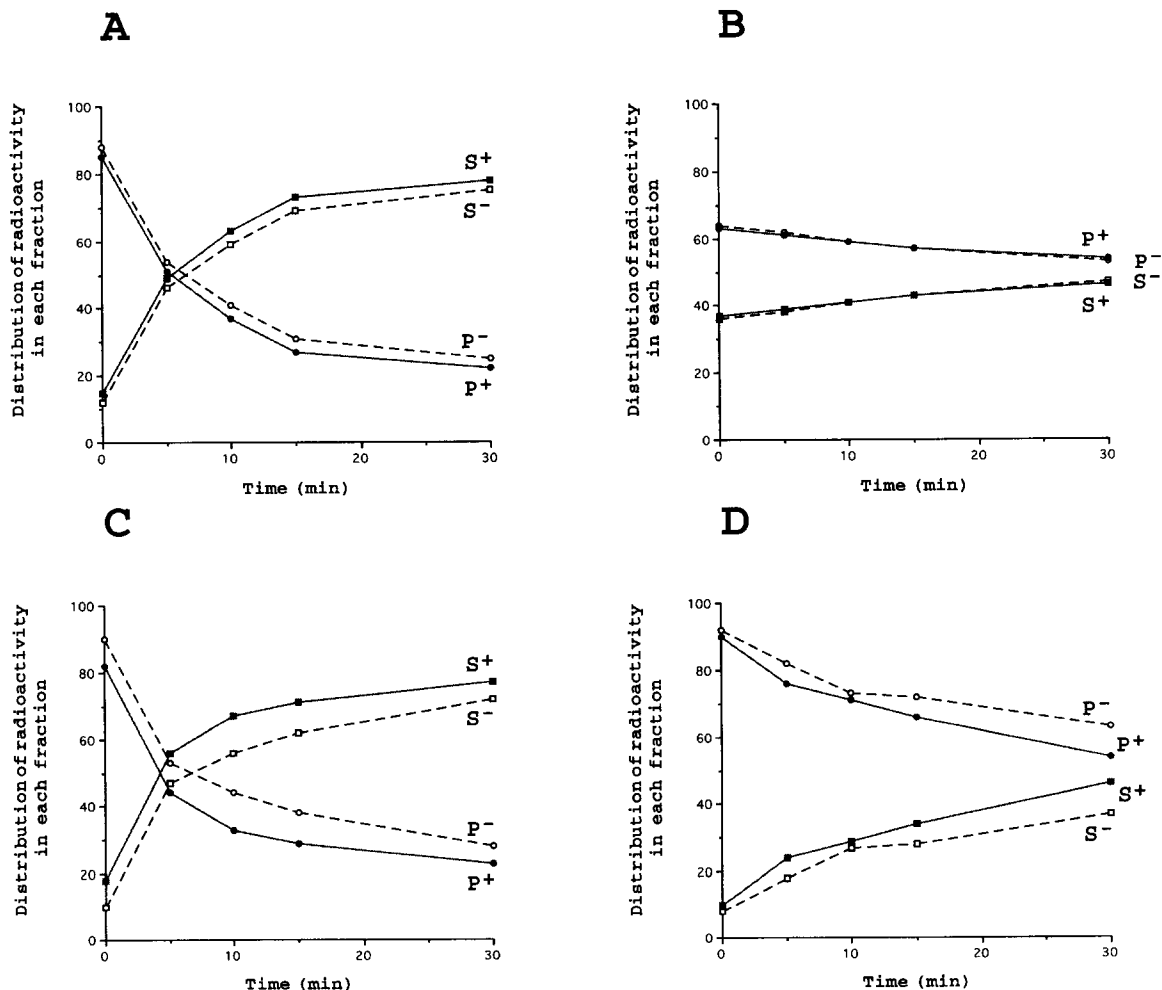 A
Distribution of radioactivity
in each fraction
100
80
60
40
20
0
S+
S-
P-
P+
0
10
20
30
Time (min)
B
Distribution of radioactivity
in each fraction
100
80
60
40
20
0
P+
P-
S-
S+
0
10
20
30
Time (min)
C
Distribution of radioactivity
in each fraction
100
80
60
40
20
0
S+
S-
P-
P+
0
10
20
30
Time (min)
D
Distribution of radioactivity
in each fraction
100
80
60
40
20
0
P-
P+
S+
S-
0
10
20
30
Time (min)